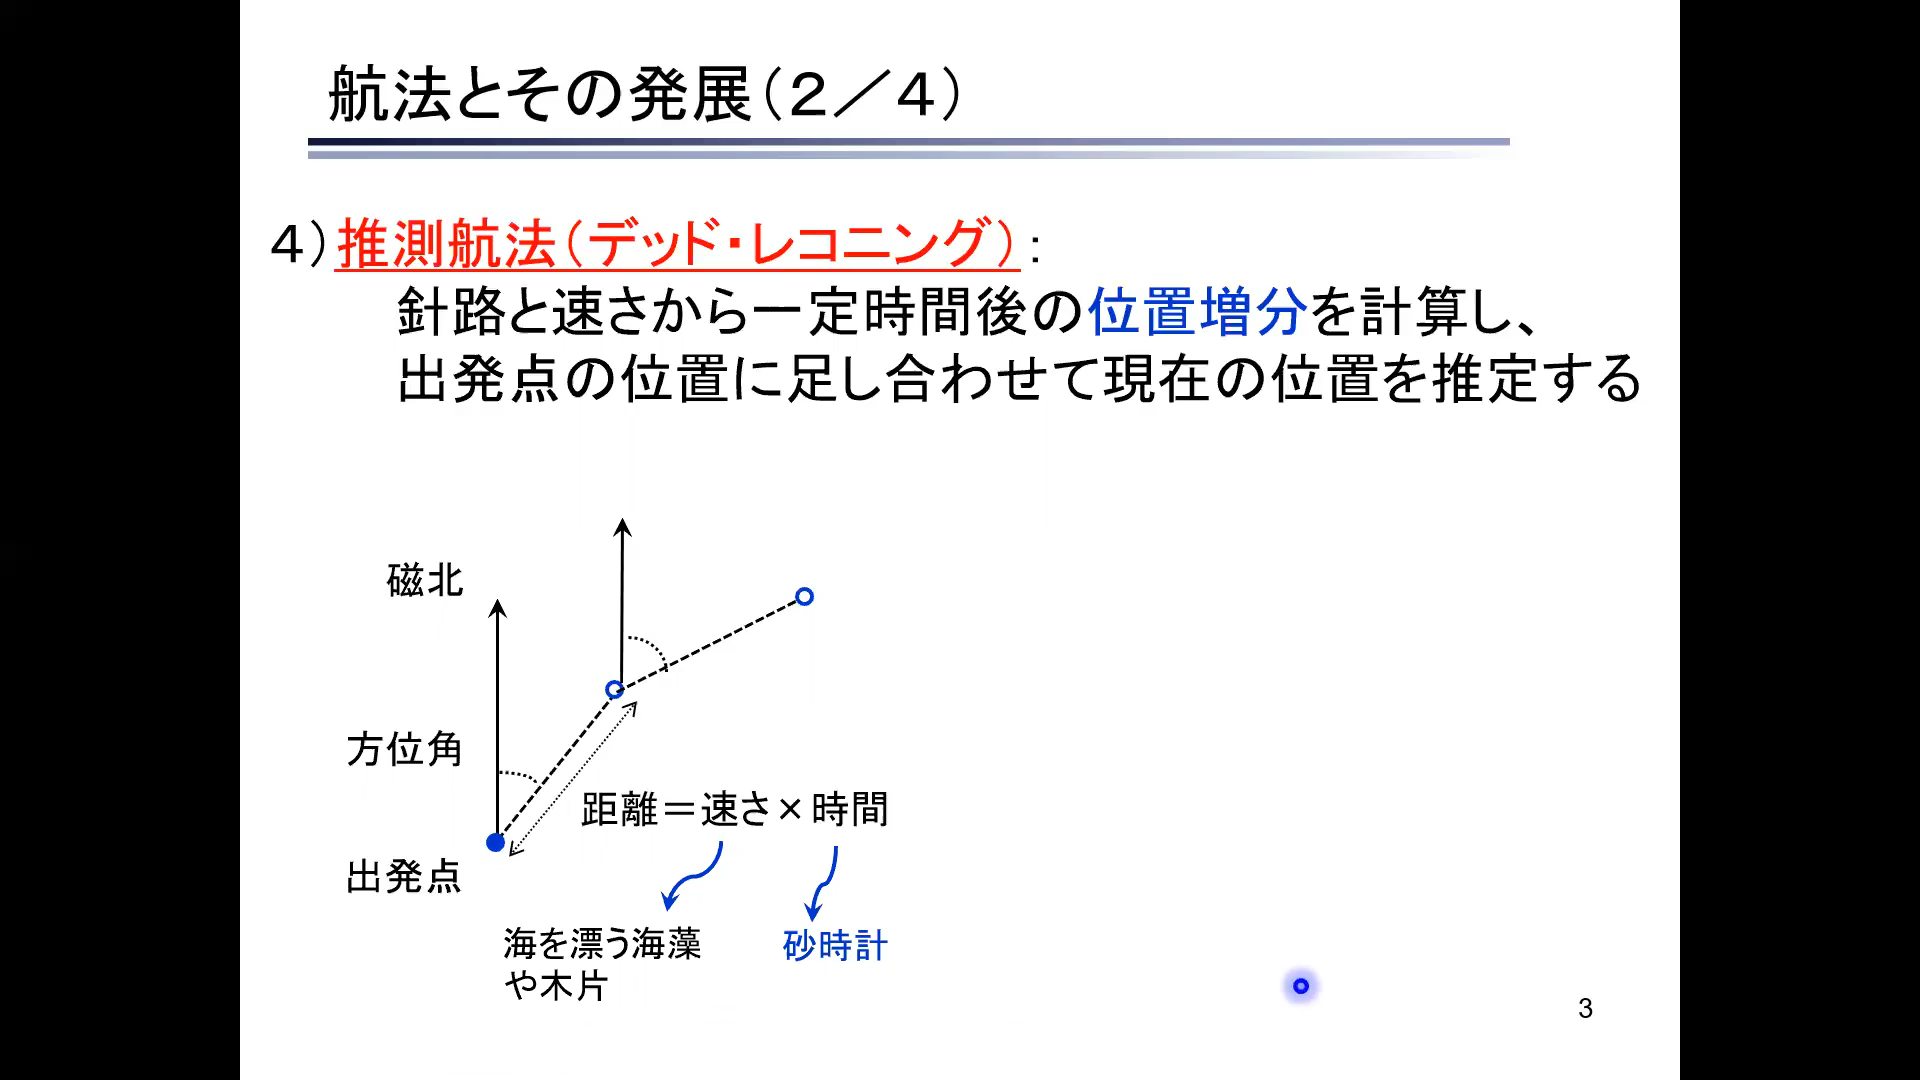 航法とその発展（２／４）
４）推測航法（デッド・レコニング）：
針路と速さから一定時間後の位置増分を計算し、
出発点の位置に足し合わせて現在の位置を推定する
磁北
方位角
距離＝速さ×時間
出発点
海を漂う海藻
や木片
砂時計
3